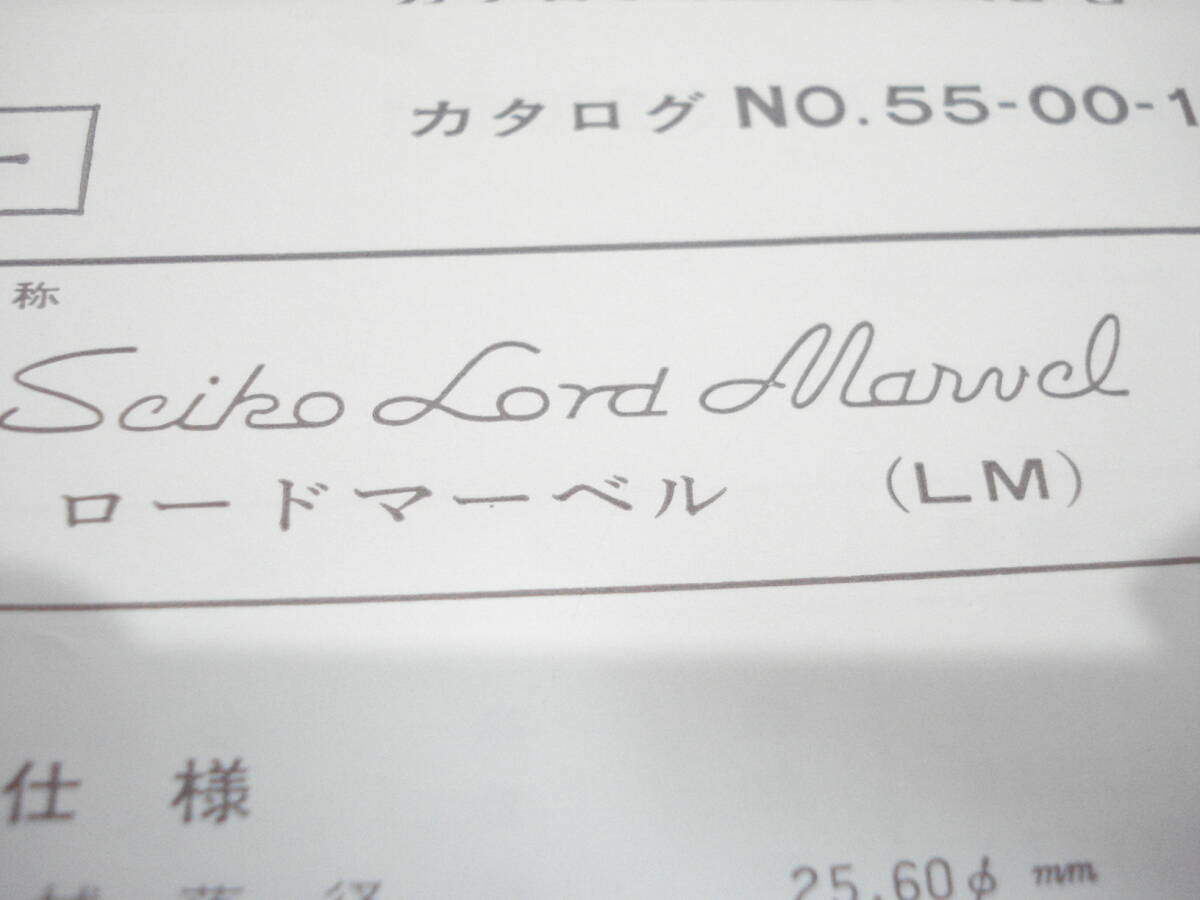 カタログ NO.55-00-1
称
Seiko Lord Marvel
ロードマーベル (LM)
仕様
25.60φ mm